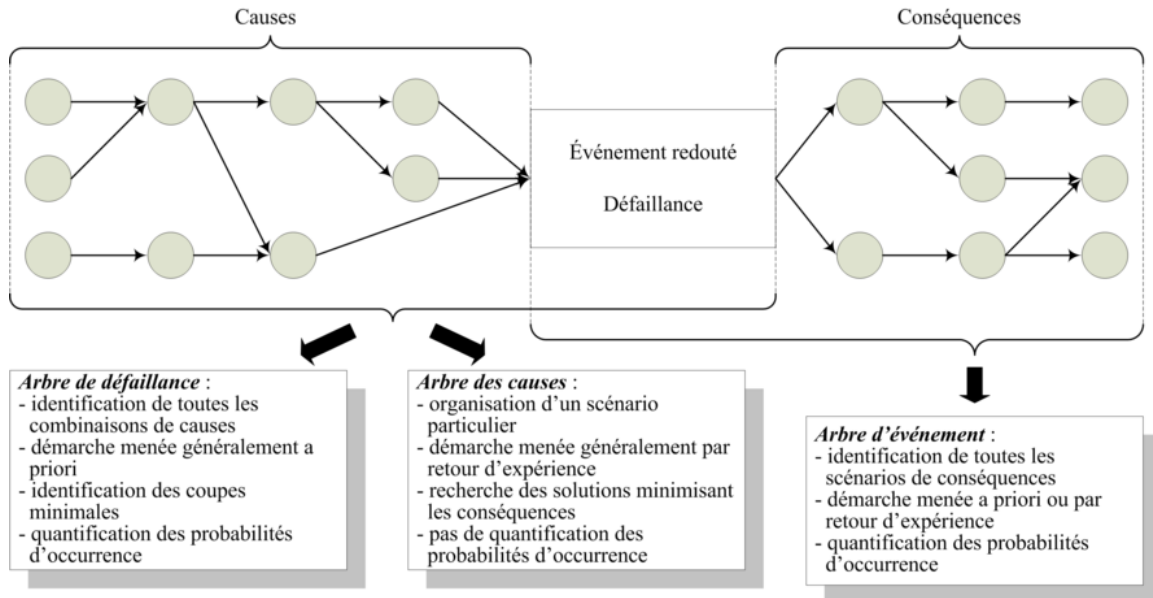 Causes
Conséquences
Événement redouté
Défaillance
Arbre de défaillance :
- identification de toutes les
combinaisons de causes
- démarche menée généralement a
priori
- identification des coupes
minimales
- quantification des probabilités
d'occurrence
Arbre des causes :
- organisation d'un scénario
particulier
- démarche menée généralement par
retour d'expérience
- recherche des solutions minimisant
les conséquences
- pas de quantification des
probabilités d'occurrence
Arbre d'événement :
- identification de toutes les
scénarios de conséquences
- démarche menée a priori ou par
retour d'expérience
- quantification des probabilités
d'occurrence